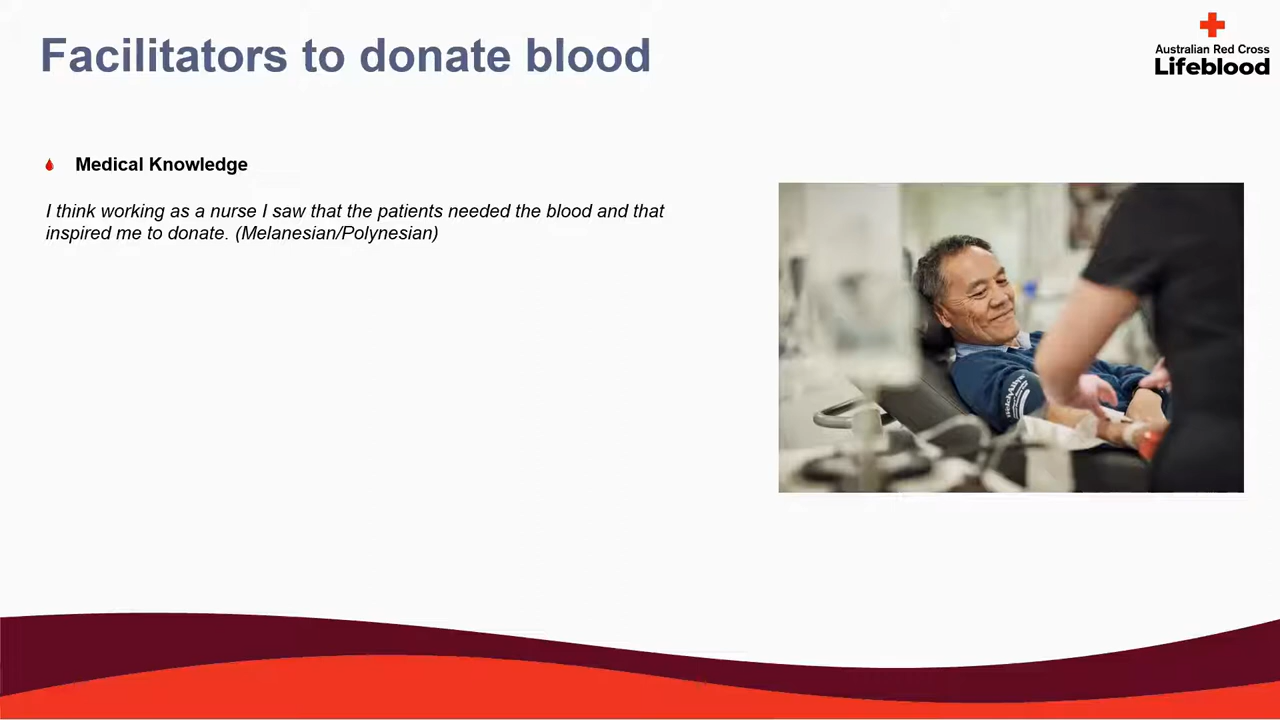 Facilitators to donate blood
Australian Red Cross
Lifeblood
Medical Knowledge
I think working as a nurse I saw that the patients needed the blood and that
inspired me to donate. (Melanesian/Polynesian)